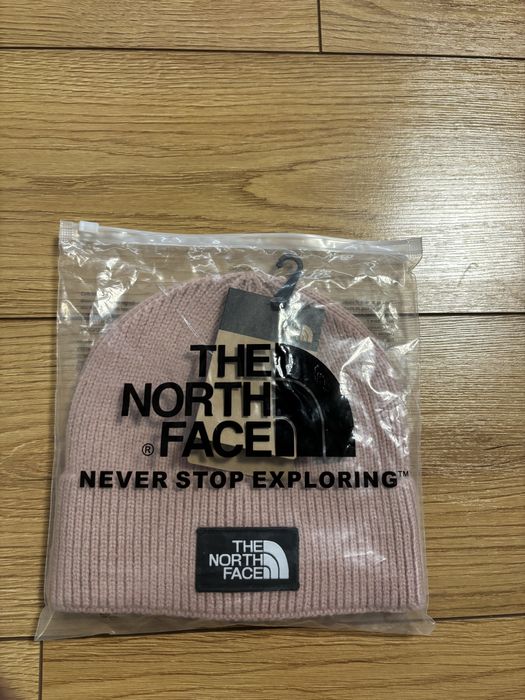 THE
NORTH
® FACE
NEVER STOP EXPLORING™
THE
NORTH
FACE